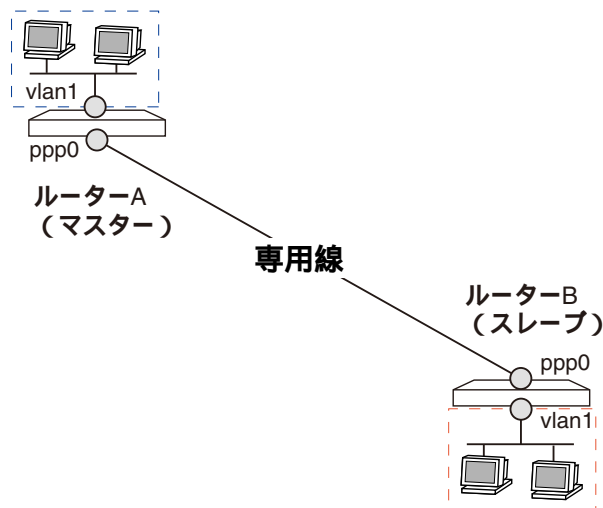 vlan1
ppp0
ルーターA
（マスター）
専用線
ルーターB
（スレーブ）
ppp0
vlan1